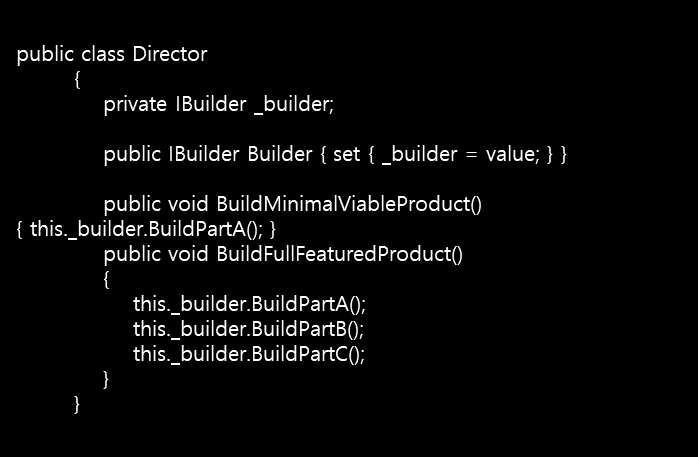 public class Director
{
private IBuilder _builder;
public IBuilder Builder { set { _builder = value; } }
public void BuildMinimalViableProduct()
{ this._builder.BuildPartA(); }
public void BuildFullFeaturedProduct()
{
this._builder.BuildPartA();
this._builder.BuildPartB();
this._builder.BuildPartC();
}
}